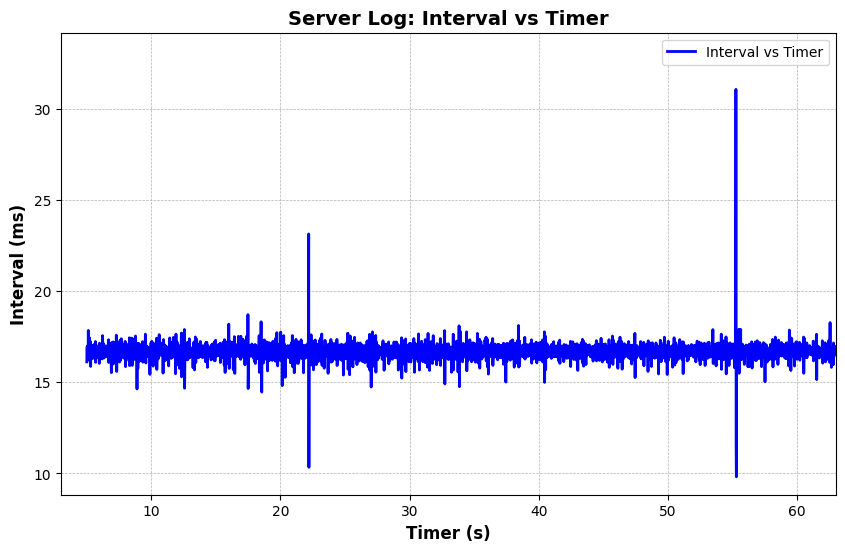 Server Log: Interval vs Timer
Interval vs Timer
30
25
20
15
10
Interval (ms)
10 20 30 40 50 60
Timer (s)